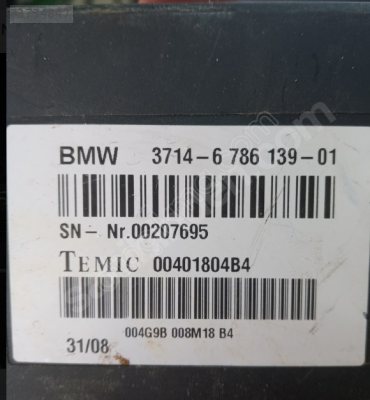 BMW 3714-6 786 139-01
SN- Nr.00207695
TEMIC 00401804B4
004G9B 008M18 B4
31/08